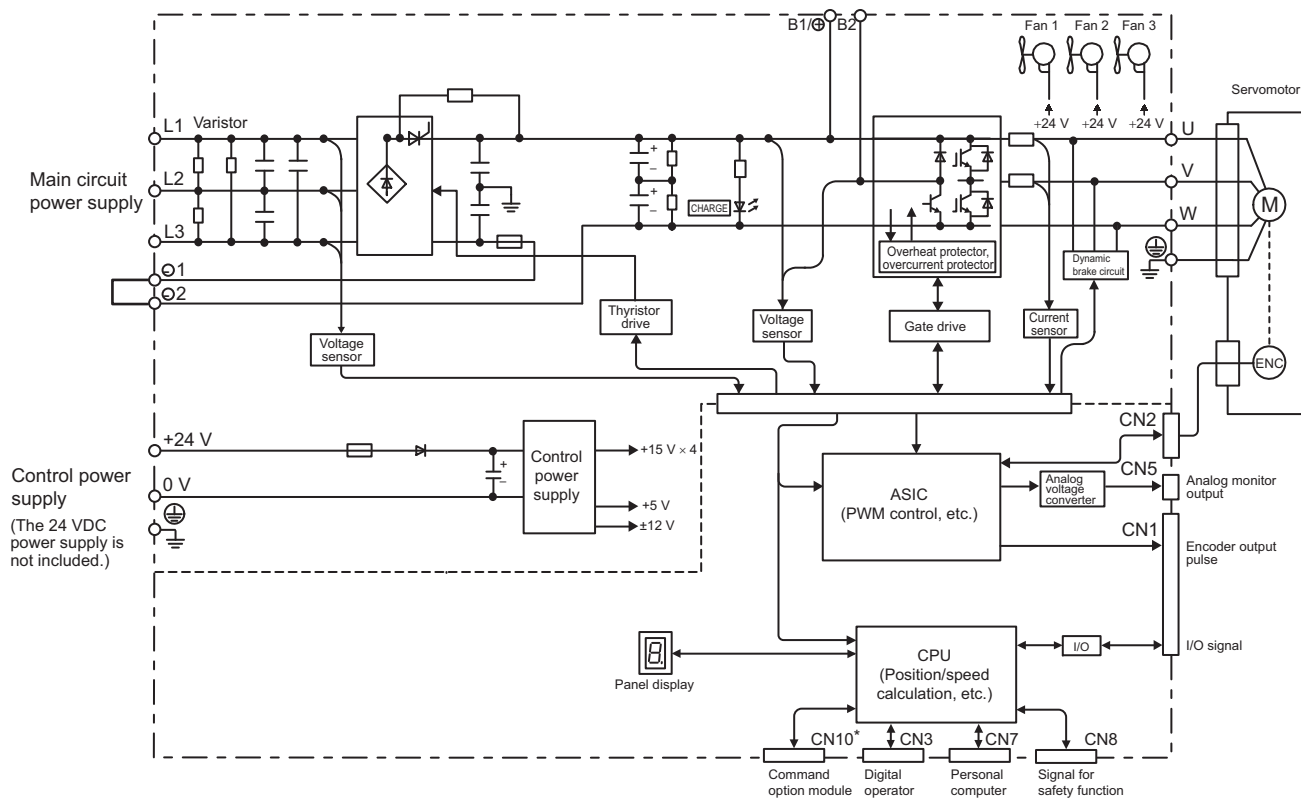 B1/⊕ B2
Fan 1 Fan 2 Fan 3
+24 V +24 V +24 V
Servomotor
L1 Varistor
U
Main circuit
power supply
L2
V
CHARGE
M
L3
W
Overheat protector,
overcurrent protector
Dynamic
brake circuit
⊖1
⊖2
Thyristor
drive
Voltage
sensor
Gate drive
Current
sensor
Voltage
sensor
ENC
CN2
+24 V
Control power
supply
0 V
(The 24 VDC
power supply is
not included.)
Control
power
supply
+15 V × 4
+5 V
±12 V
ASIC
(PWM control, etc.)
Analog
voltage
converter
CN5
Analog monitor
output
CN1
Encoder output
pulse
8.
Panel display
CPU
(Position/speed
calculation, etc.)
I/O
I/O signal
CN10* CN3 CN7 CN8
Command
option module
Digital
operator
Personal
computer
Signal for
safety function
+
–
+
–
+
–